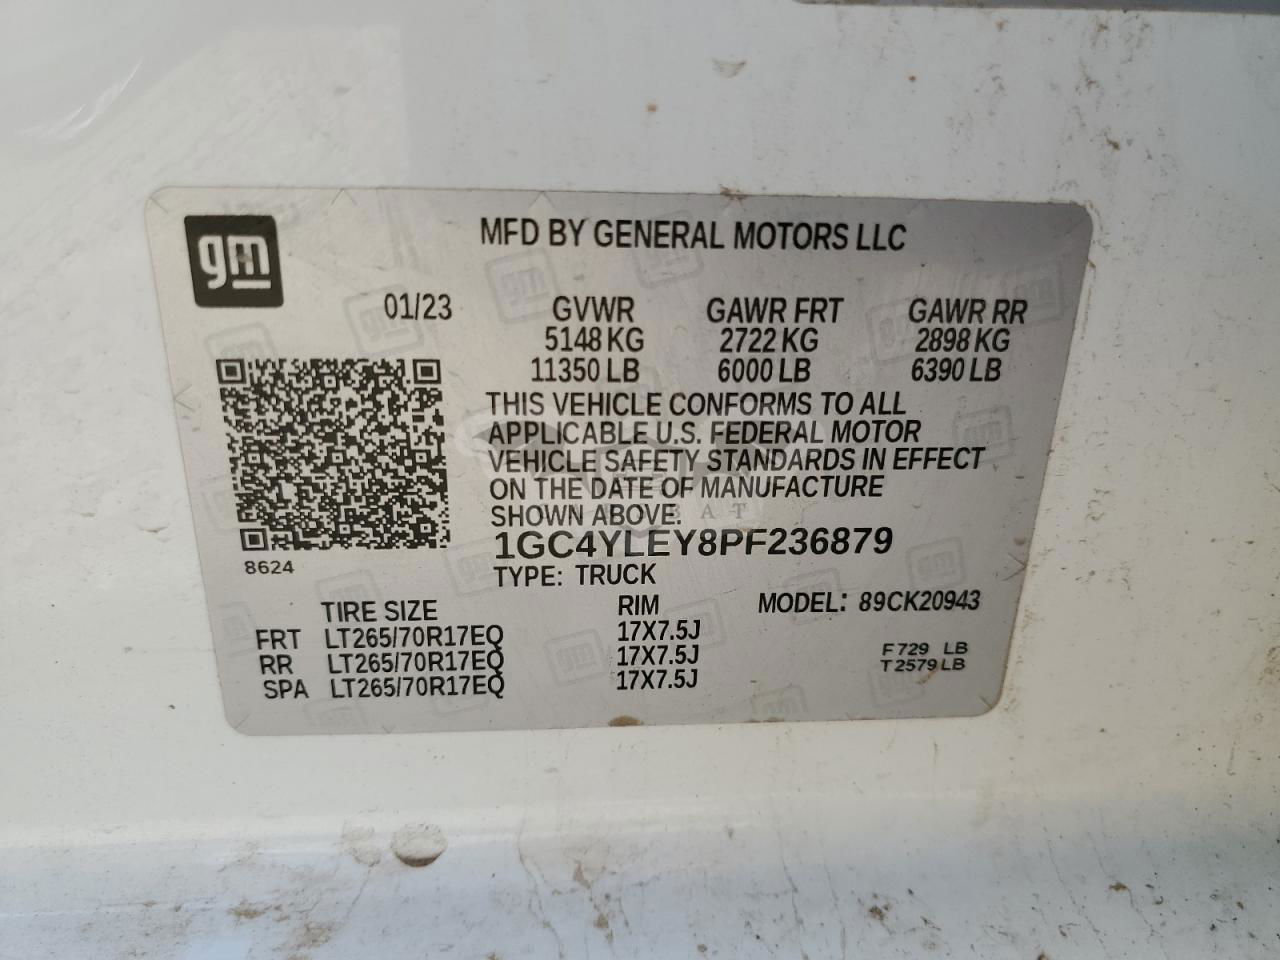 gm
MFD BY GENERAL MOTORS LLC
01/23 GVWR GAWR FRT GAWR RR
5148 KG 2722 KG 2898 KG
11350 LB 6000 LB 6390 LB
THIS VEHICLE CONFORMS TO ALL
APPLICABLE U.S. FEDERAL MOTOR
VEHICLE SAFETY STANDARDS IN EFFECT
ON THE DATE OF MANUFACTURE
SHOWN ABOVE.
1GC4YLEY8PF236879
8624
TYPE: TRUCK
TIRE SIZE RIM MODEL: 89CK20943
FRT LT265/70R17EQ 17X7.5J
RR LT265/70R17EQ 17X7.5J
SPA LT265/70R17EQ 17X7.5J
F 729 LB
T 2579 LB